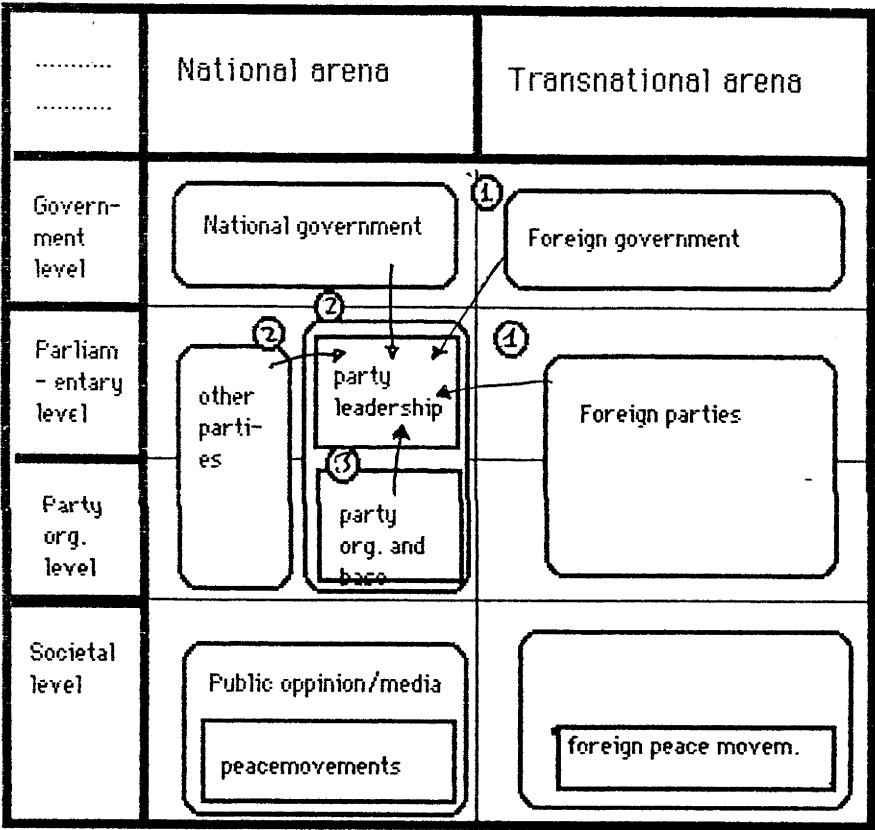 ...........
...........
National arena
Transnational arena
Govern-
ment
level
National government
1
Foreign government
2
2
1
Parliam
- entary
level
other
parti-
es
party
leadership
Foreign parties
3
Party
org.
level
party
org. and
base
Societal
level
Public oppinion/media
peacemovements
foreign peace movem.